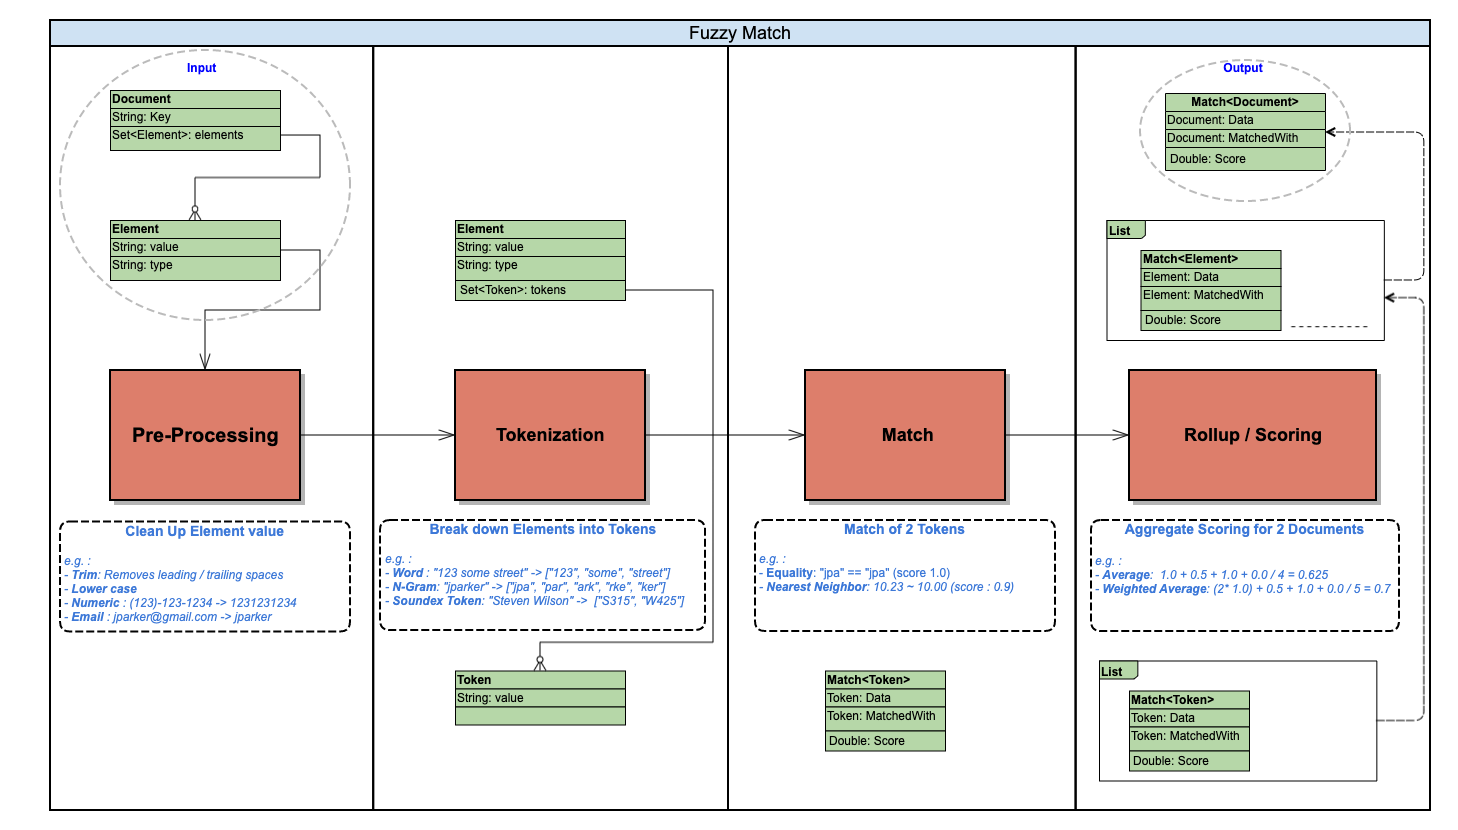 Fuzzy Match
Input
Document
String: Key
Set<Element>: elements
Element
String: value
String: type
Pre-Processing
Clean Up Element value
e.g. :
- Trim: Removes leading / trailing spaces
- Lower case
- Numeric : (123)-123-1234 -> 1231231234
- Email : jparker@gmail.com -> jparker
Element
String: value
String: type
Set<Token>: tokens
Tokenization
Break down Elements into Tokens
e.g. :
- Word : "123 some street" -> ["123", "some", "street"]
- N-Gram: "jparker" -> ["jpa", "par", "ark", "rke", "ker"]
- Soundex Token: "Steven Wilson" -> ["S315", "W425"]
Token
String: value
Match
Match of 2 Tokens
e.g. :
- Equality: "jpa" == "jpa" (score 1.0)
- Nearest Neighbor: 10.23 ~ 10.00 (score : 0.9)
Match<Token>
Token: Data
Token: MatchedWith
Double: Score
Output
Match<Document>
Document: Data
Document: MatchedWith
Double: Score
List
Match<Element>
Element: Data
Element: MatchedWith
Double: Score
Rollup / Scoring
Aggregate Scoring for 2 Documents
e.g. :
- Average: 1.0 + 0.5 + 1.0 + 0.0 / 4 = 0.625
- Weighted Average: (2* 1.0) + 0.5 + 1.0 + 0.0 / 5 = 0.7
List
Match<Token>
Token: Data
Token: MatchedWith
Double: Score